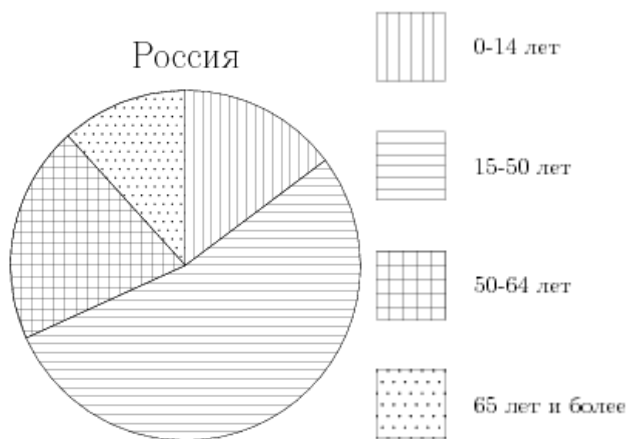 Россия
0-14 лет
15-50 лет
50-64 лет
65 лет и более